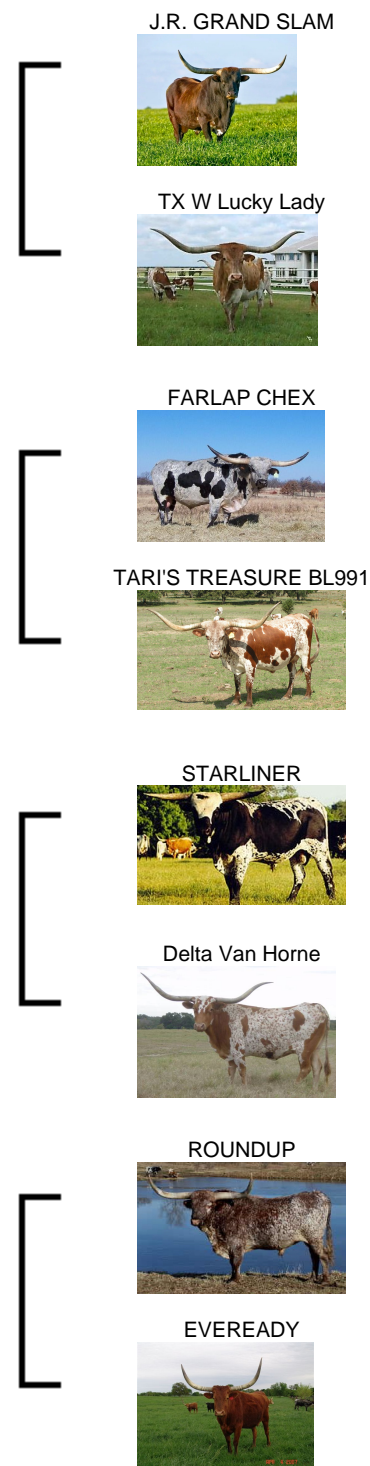 J.R. GRAND SLAM
TX W Lucky Lady
FARLAP CHEX
TARI'S TREASURE BL991
STARLINER
Delta Van Horne
ROUNDUP
EVEREADY